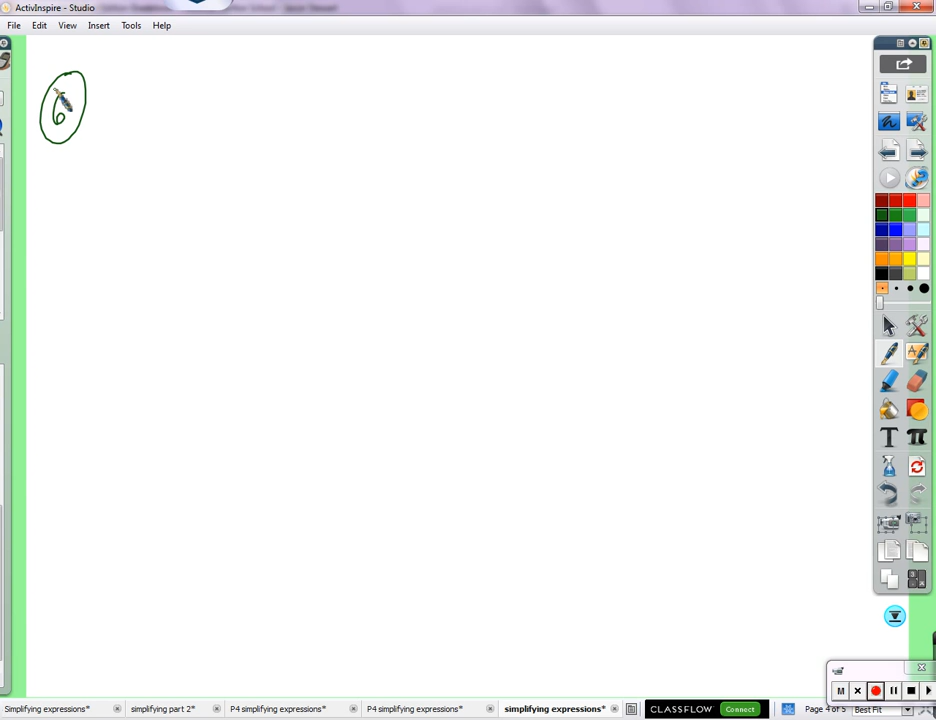 ActivInspire - Studio
File Edit View Insert Tools Help
6
Simplifying expressions*
simplifying part 2*
P4 simplifying expressions*
P4 simplifying expressions*
simplifying expressions*
CLASSFLOW Connect
Page 4 of 5
Best Fit
M